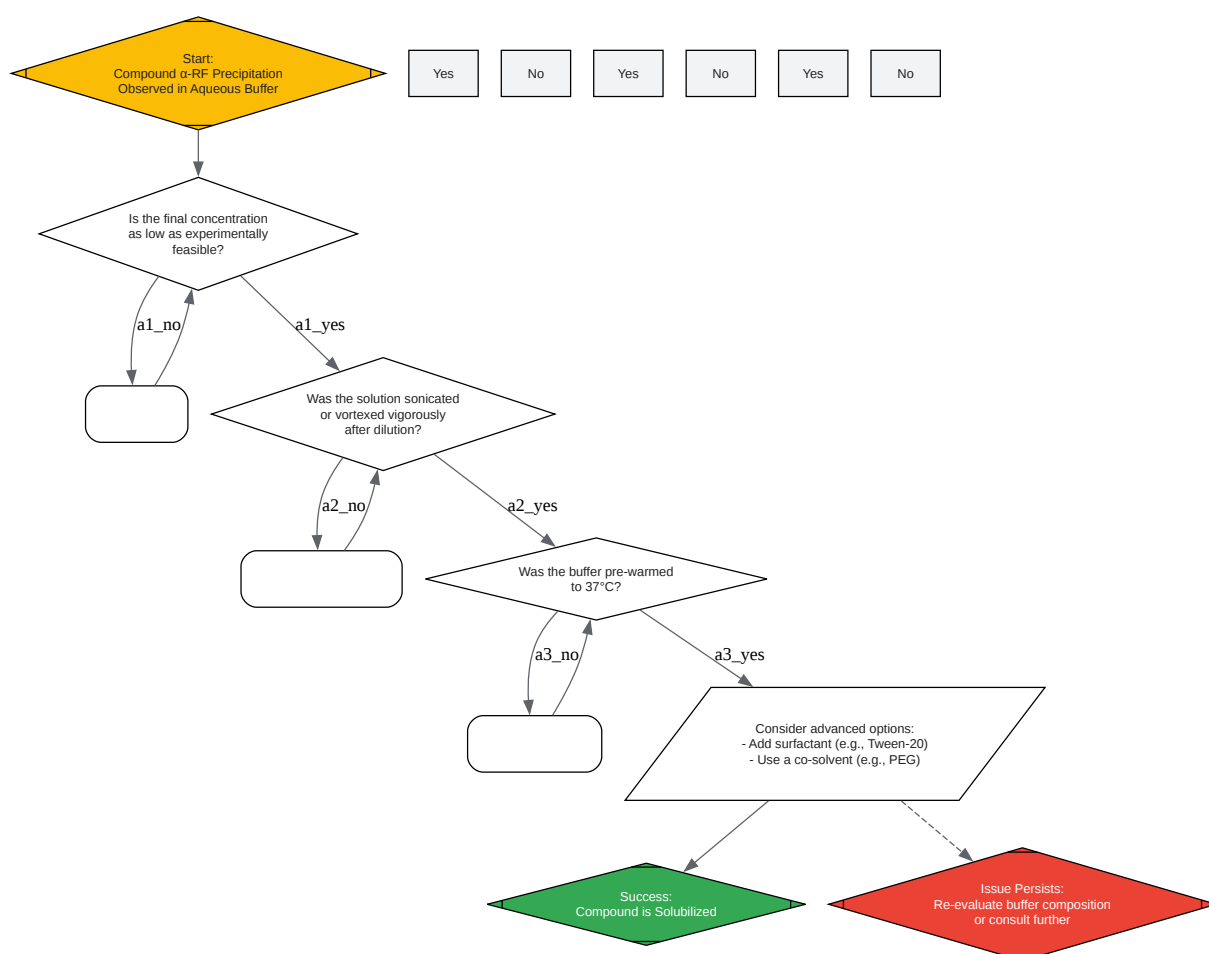 Start:
Compound α-RF Precipitation
Observed in Aqueous Buffer
Yes
No
Yes
No
Yes
No
Is the final concentration
as low as experimentally
feasible?
a1_no
a1_yes
Was the solution sonicated
or vortexed vigorously
after dilution?
a2_no
a2_yes
Was the buffer pre-warmed
to 37°C?
a3_no
a3_yes
Consider advanced options:
- Add surfactant (e.g., Tween-20)
- Use a co-solvent (e.g., PEG)
Success:
Compound is Solubilized
Issue Persists:
Re-evaluate buffer composition
or consult further